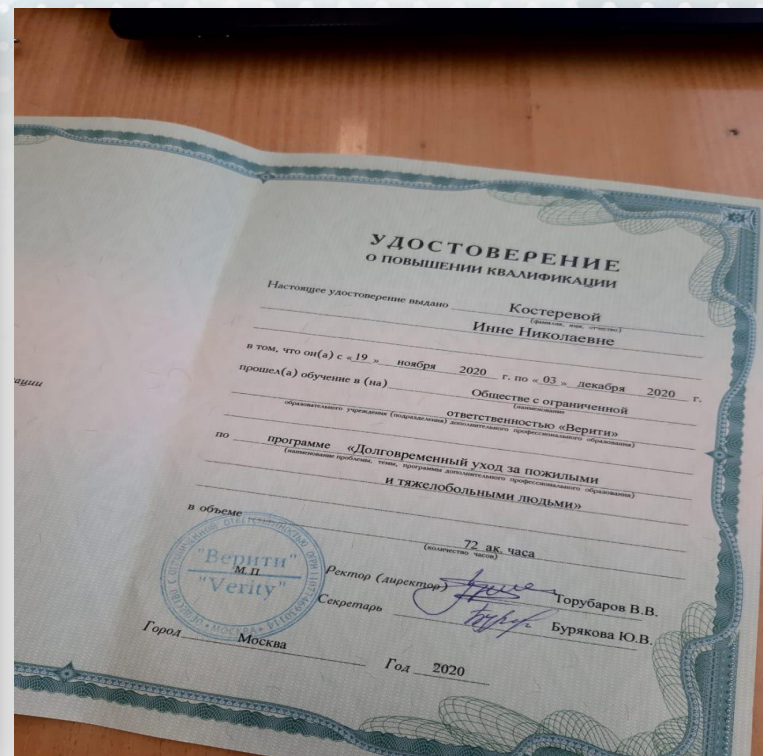 УДОСТОВЕРЕНИЕ
О ПОВЫШЕНИИ КВАЛИФИКАЦИИ
Настоящее удостоверение выдано Костеревой
(фамилия, имя, отчество)
Инне Николаевне
в том, что он(а) с «19» ноября 2020 г. по «03» декабря 2020 г.
прошел(а) обучение в (на) Обществе с ограниченной
(наименование
ответственностью «Верити»
образовательного учреждения (подразделения) дополнительного профессионального образования)
по программе «Долговременный уход за пожилыми
(наименование проблемы, темы, программы дополнительного профессионального образования)
и тяжелобольными людьми»
в объеме
72 ак. часа
(количество часов)
"Верити"
М.П.
"Verity"
МОСКВА
Ректор (директор) Торубаров В.В.
Секретарь Бурякова Ю.В.
Город Москва
Год 2020